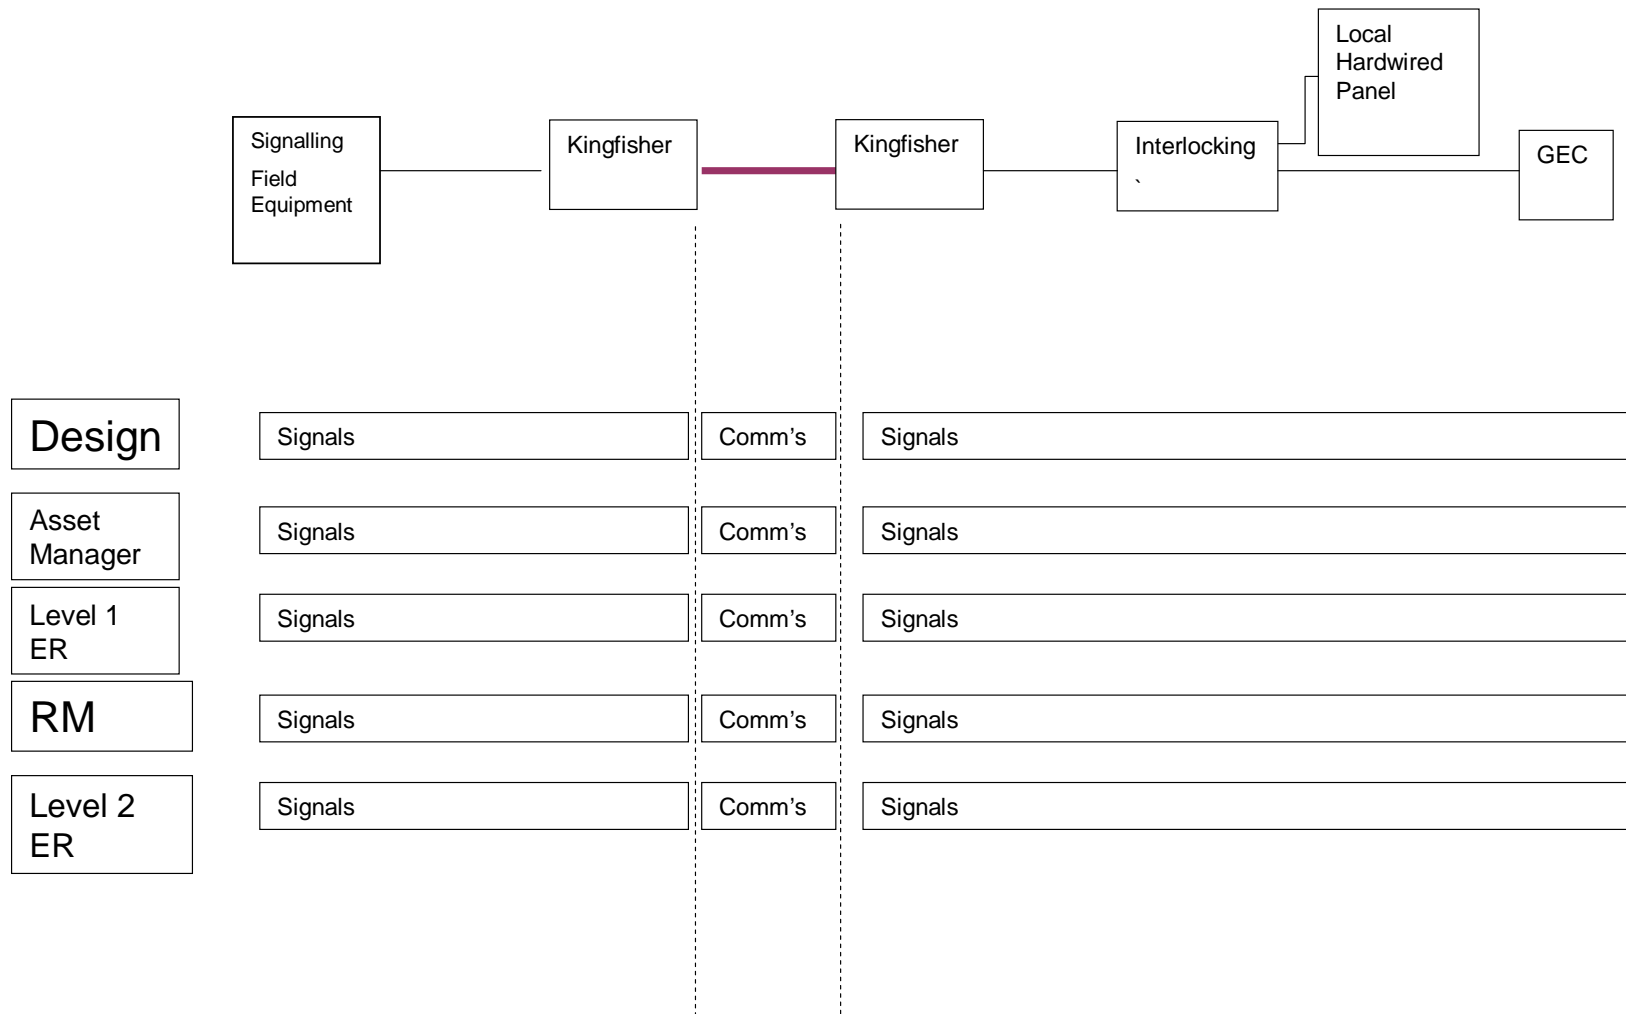 Local
Hardwired
Panel
Signalling
Field
Equipment
Kingfisher
Kingfisher
Interlocking
`
GEC
Design
Signals
Comm’s
Signals
Asset
Manager
Signals
Comm’s
Signals
Level 1
ER
Signals
Comm’s
Signals
RM
Signals
Comm’s
Signals
Level 2
ER
Signals
Comm’s
Signals